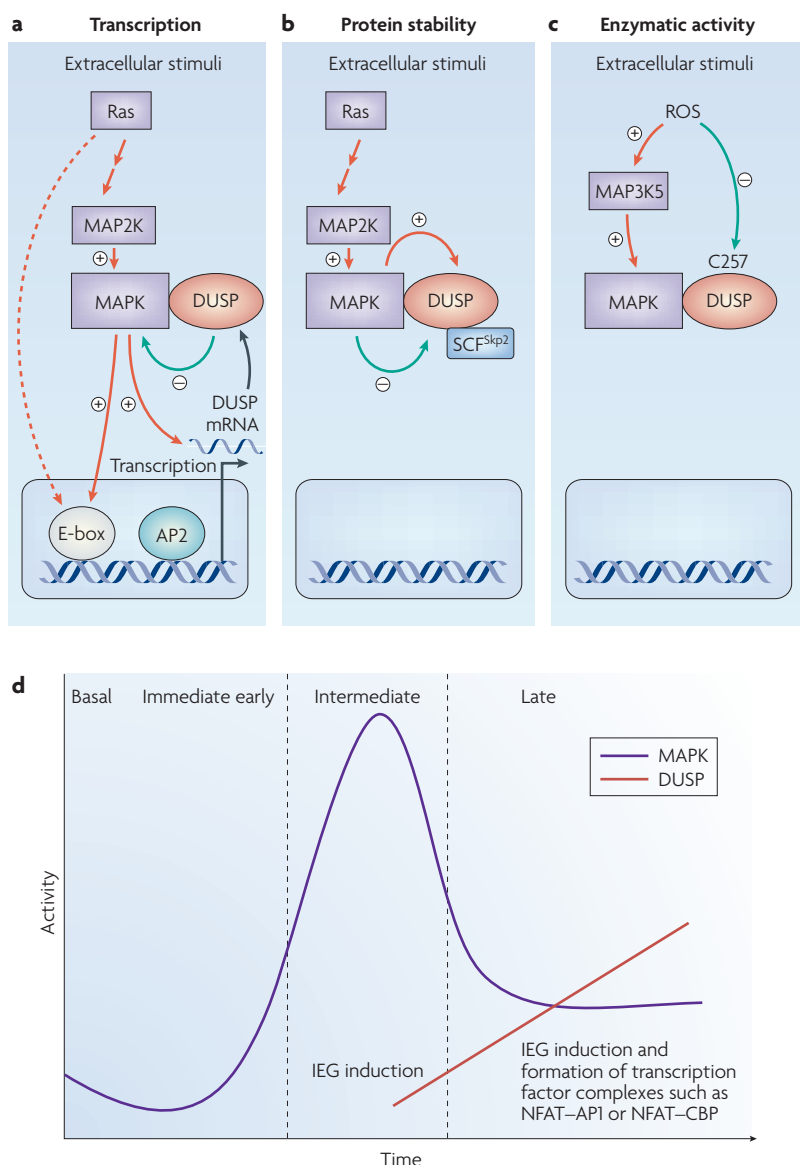 a Transcription
Extracellular stimuli
Ras
MAP2K
+
MAPK
DUSP
−
+
+
DUSP
mRNA
Transcription
E-box
AP2
b Protein stability
Extracellular stimuli
Ras
MAP2K
+
+
MAPK
DUSP
SCFSkp2
−
c Enzymatic activity
Extracellular stimuli
ROS
+
−
MAP3K5
+
C257
MAPK
DUSP
d
Basal
Immediate early
Intermediate
Late
MAPK
DUSP
Activity
IEG induction
IEG induction and
formation of transcription
factor complexes such as
NFAT–AP1 or NFAT–CBP
Time